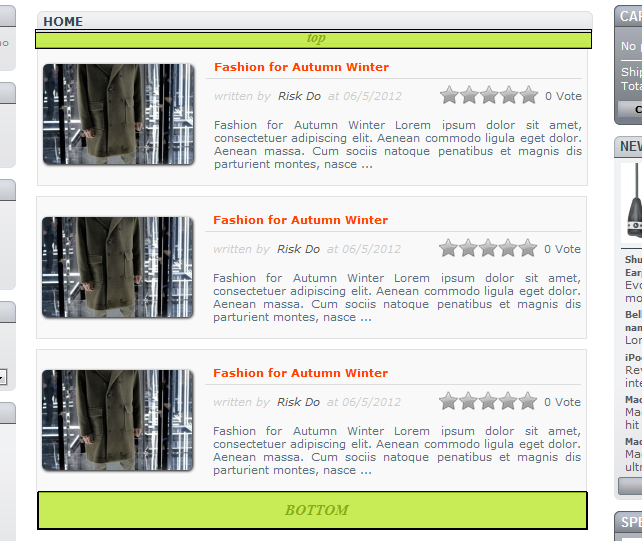 HOME
top
Fashion for Autumn Winter
written by Risk Do at 06/5/2012
0 Vote
Fashion for Autumn Winter Lorem ipsum dolor sit amet,
consectetuer adipiscing elit. Aenean commodo ligula eget dolor.
Aenean massa. Cum sociis natoque penatibus et magnis dis
parturient montes, nasce ...
Fashion for Autumn Winter
written by Risk Do at 06/5/2012
0 Vote
Fashion for Autumn Winter Lorem ipsum dolor sit amet,
consectetuer adipiscing elit. Aenean commodo ligula eget dolor.
Aenean massa. Cum sociis natoque penatibus et magnis dis
parturient montes, nasce ...
Fashion for Autumn Winter
written by Risk Do at 06/5/2012
0 Vote
Fashion for Autumn Winter Lorem ipsum dolor sit amet,
consectetuer adipiscing elit. Aenean commodo ligula eget dolor.
Aenean massa. Cum sociis natoque penatibus et magnis dis
parturient montes, nasce ...
BOTTOM
No
Ship
Tota
NEW
Shu
Ear
Evo
mo
Bel
nam
Lor
iPo
Rev
inte
Mac
Mac
hit
Mac
Mac
ultr
SPE